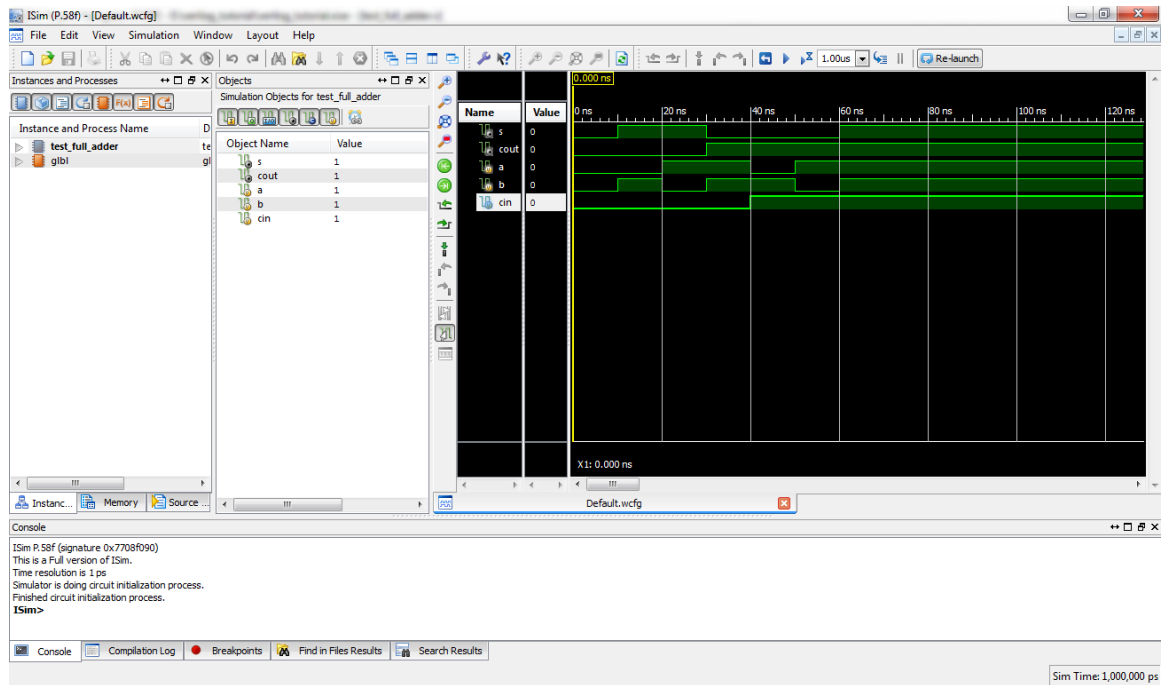 ISim (P.58f) - [Default.wcfg]
File Edit View Simulation Window Layout Help
1.00us Re-launch
Instances and Processes
Instance and Process Name D
test_full_adder te
glbl gl
Instanc... Memory Source ...
Objects
Simulation Objects for test_full_adder
Object Name Value
s 1
cout 1
a 1
b 1
cin 1
Name Value
s 0
cout 0
a 0
b 0
cin 0
0.000 ns
0 ns 20 ns 40 ns 60 ns 80 ns 100 ns 120 ns
X1: 0.000 ns
Default.wcfg
Console
ISim P.58f (signature 0x7708f090)
This is a Full version of ISim.
Time resolution is 1 ps
Simulator is doing circuit initialization process.
Finished circuit initialization process.
ISim>
Console Compilation Log Breakpoints Find in Files Results Search Results
Sim Time: 1,000,000 ps